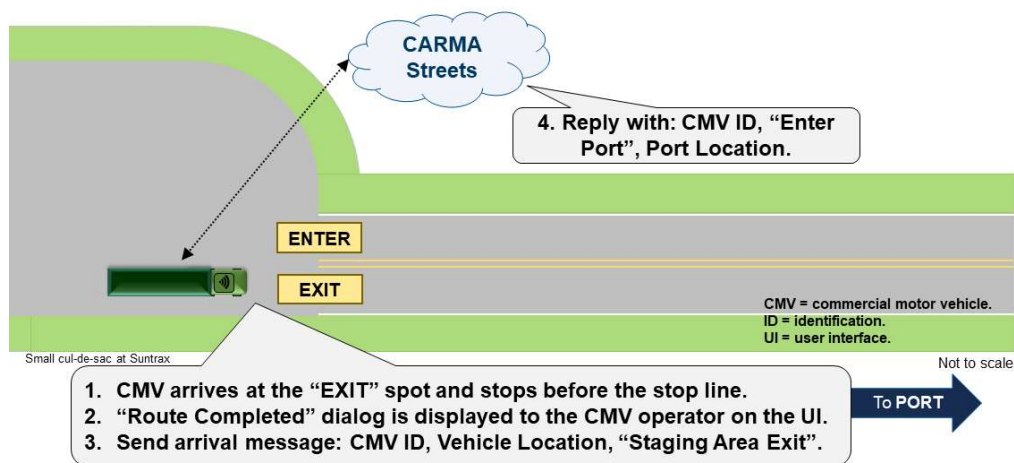 CARMA
Streets
4. Reply with: CMV ID, “Enter
Port”, Port Location.
ENTER
EXIT
CMV = commercial motor vehicle.
ID = identification.
UI = user interface.
Small cul-de-sac at Suntrax
Not to scale
1. CMV arrives at the “EXIT” spot and stops before the stop line.
2. “Route Completed” dialog is displayed to the CMV operator on the UI.
3. Send arrival message: CMV ID, Vehicle Location, “Staging Area Exit”.
To PORT